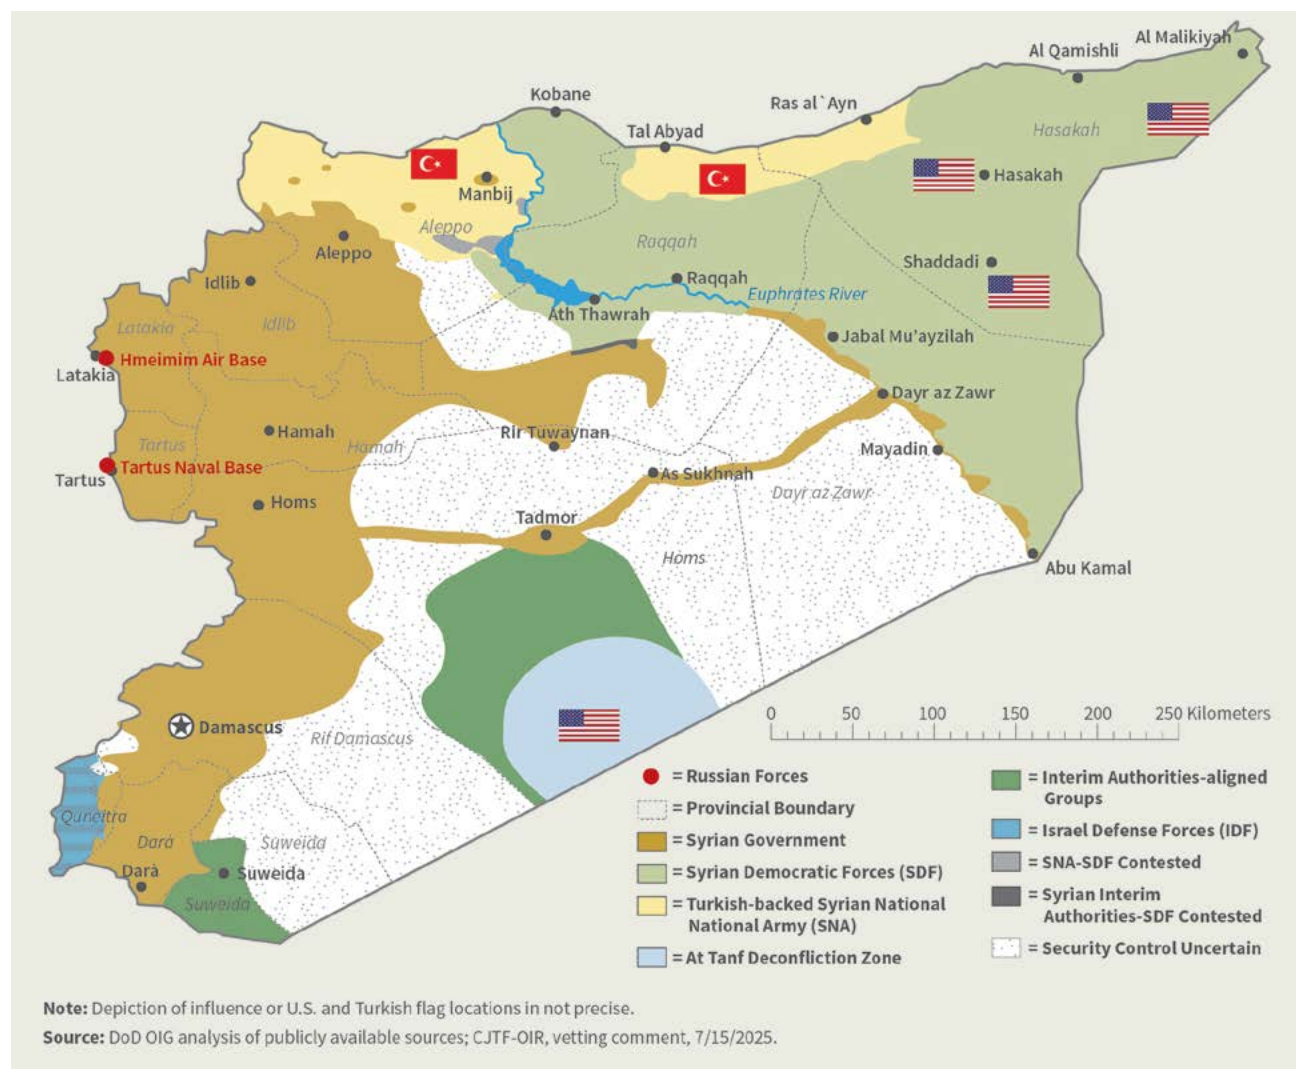 Al Malikiyah
Al Qamishli
Kobane
Ras al`Ayn
Tal Abyad
Hasakah
Hasakah
Manbij
Aleppo
Aleppo
Raqqah
Shaddadi
Idlib
Raqqah
Euphrates River
Ath Thawrah
Latakia
Idlib
Jabal Mu'ayzilah
Hmeimim Air Base
Latakia
Dayr az Zawr
Hamah
Rir Tuwaynan
Tartus
Hamah
Mayadin
Tartus Naval Base
Tartus
As Sukhnah
Dayr az Zawr
Homs
Tadmor
Homs
Abu Kamal
Damascus
Rif Damascus
0 50 100 150 200 250 Kilometers
Quneitra
Darà
Suweida
Darà
Suweida
Suweida
= Russian Forces
= Provincial Boundary
= Syrian Government
= Syrian Democratic Forces (SDF)
= Turkish-backed Syrian National
National Army (SNA)
= At Tanf Deconfliction Zone
= Interim Authorities-aligned
Groups
= Israel Defense Forces (IDF)
= SNA-SDF Contested
= Syrian Interim
Authorities-SDF Contested
= Security Control Uncertain
Note: Depiction of influence or U.S. and Turkish flag locations in not precise.
Source: DoD OIG analysis of publicly available sources; CJTF-OIR, vetting comment, 7/15/2025.